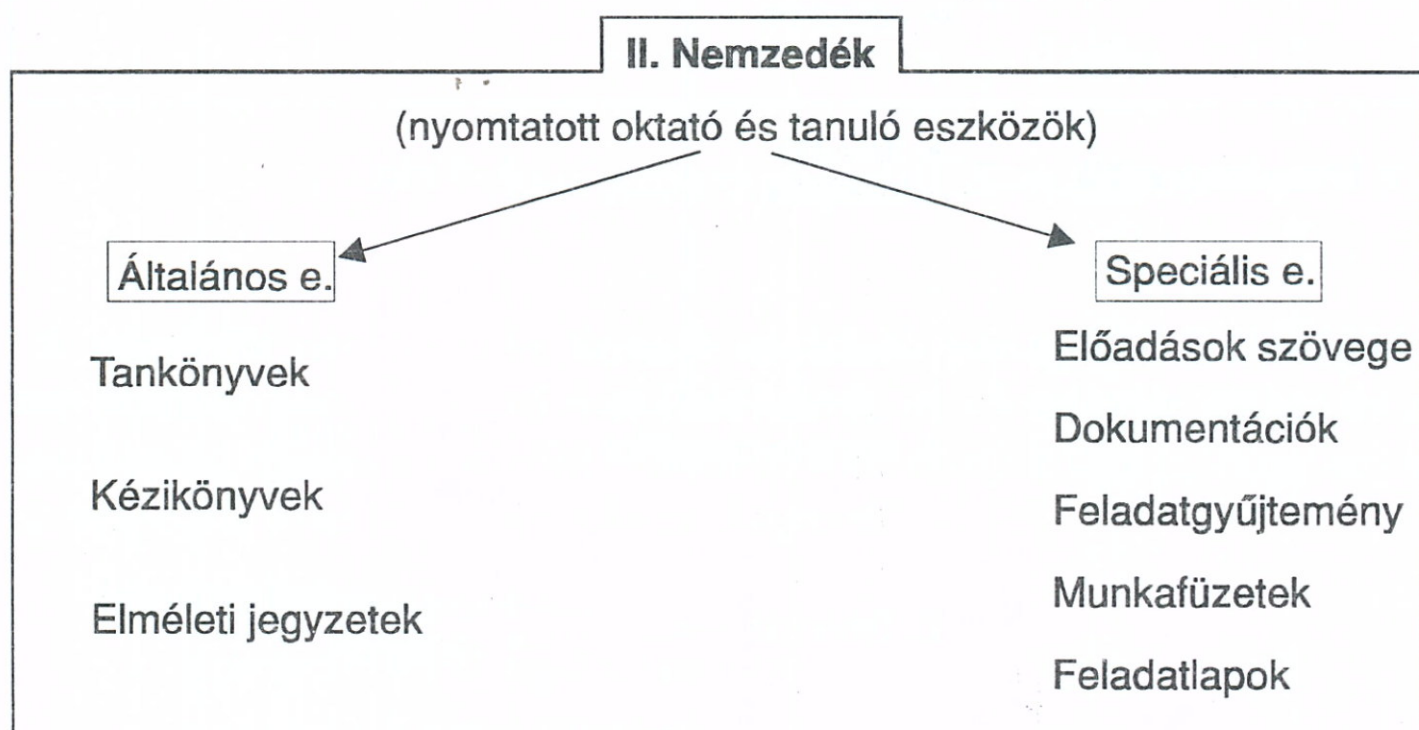 II. Nemzedék
(nyomtatott oktató és tanuló eszközök)
Általános e.
Tankönyvek
Kézikönyvek
Elméleti jegyzetek
Speciális e.
Előadások szövege
Dokumentációk
Feladatgyűjtemény
Munkafüzetek
Feladatlapok